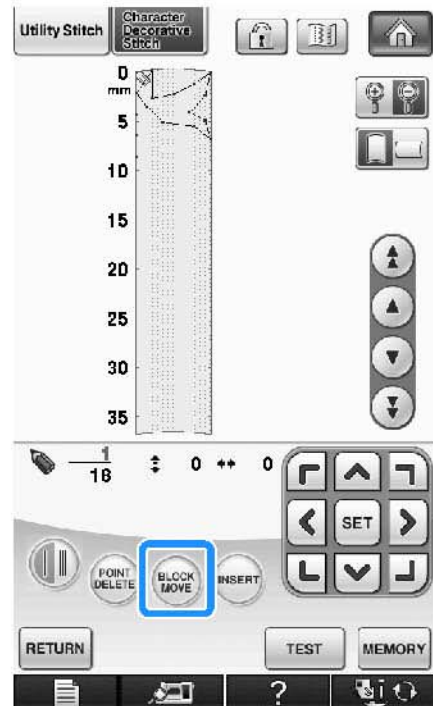 Utility Stitch
Character
Decorative
Stitch
0
mm
5
10
15
20
25
30
35
1
18
0
0
SET
POINT
DELETE
BLOCK
MOVE
INSERT
RETURN
TEST
MEMORY
?